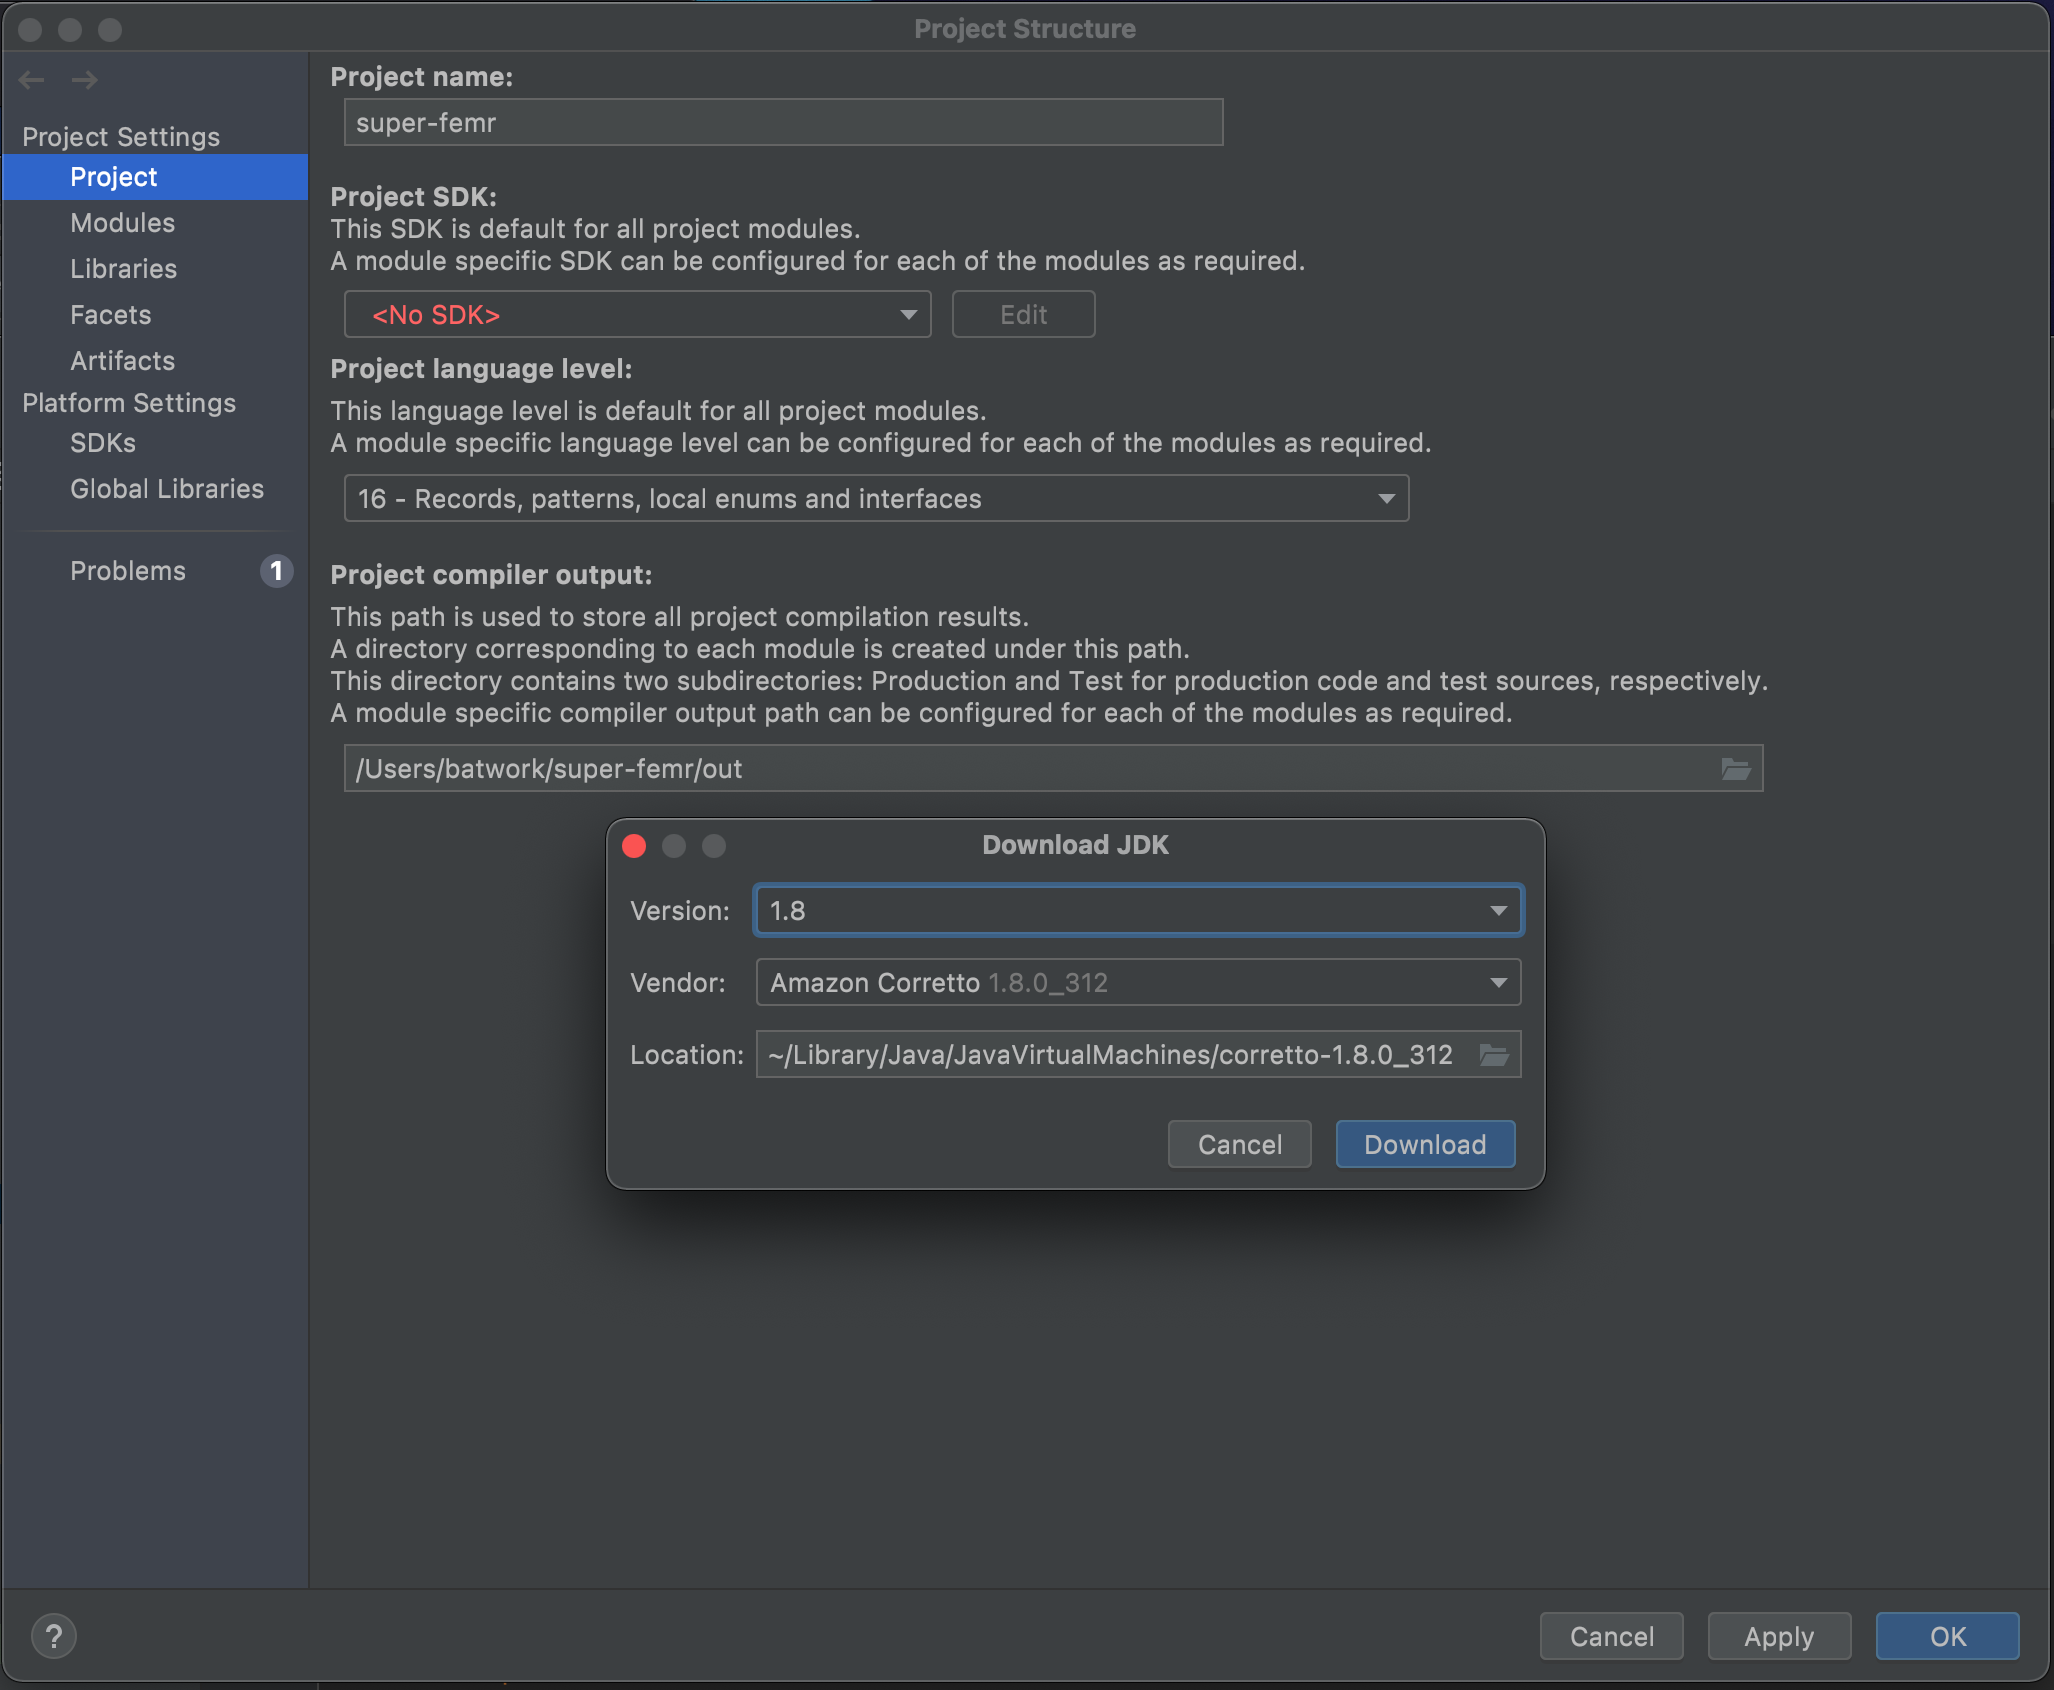 Project Structure
Project Settings
Project
Modules
Libraries
Facets
Artifacts
Platform Settings
SDKs
Global Libraries
Problems 1
Project name:
super-femr
Project SDK:
This SDK is default for all project modules.
A module specific SDK can be configured for each of the modules as required.
<No SDK> Edit
Project language level:
This language level is default for all project modules.
A module specific language level can be configured for each of the modules as required.
16 - Records, patterns, local enums and interfaces
Project compiler output:
This path is used to store all project compilation results.
A directory corresponding to each module is created under this path.
This directory contains two subdirectories: Production and Test for production code and test sources, respectively.
A module specific compiler output path can be configured for each of the modules as required.
/Users/batwork/super-femr/out
Download JDK
Version: 1.8
Vendor: Amazon Corretto 1.8.0_312
Location: ~/Library/Java/JavaVirtualMachines/corretto-1.8.0_312
Cancel Download
? Cancel Apply OK